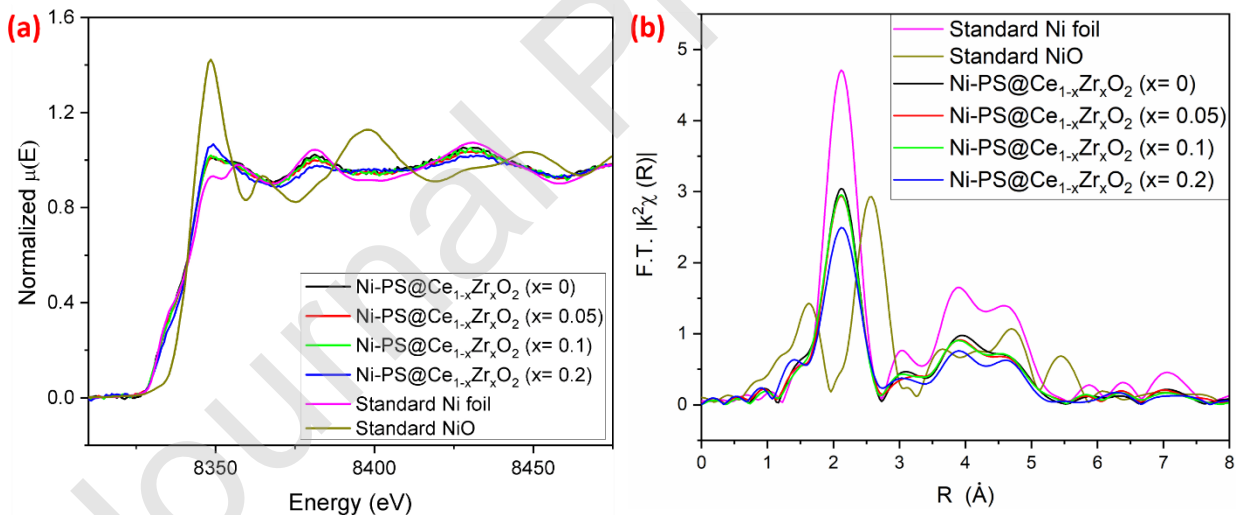 (a)
1.6
1.2
0.8
0.4
0.0
Normalized μ(E)
8350
8400
8450
Energy (eV)
Ni-PS@Ce1-xZrxO2 (x= 0)
Ni-PS@Ce1-xZrxO2 (x= 0.05)
Ni-PS@Ce1-xZrxO2 (x= 0.1)
Ni-PS@Ce1-xZrxO2 (x= 0.2)
Standard Ni foil
Standard NiO
(b)
5
4
3
2
1
0
F.T. |k²χ (R)|
0 1 2 3 4 5 6 7 8
R (Å)
Standard Ni foil
Standard NiO
Ni-PS@Ce1-xZrxO2 (x= 0)
Ni-PS@Ce1-xZrxO2 (x= 0.05)
Ni-PS@Ce1-xZrxO2 (x= 0.1)
Ni-PS@Ce1-xZrxO2 (x= 0.2)
Journal P